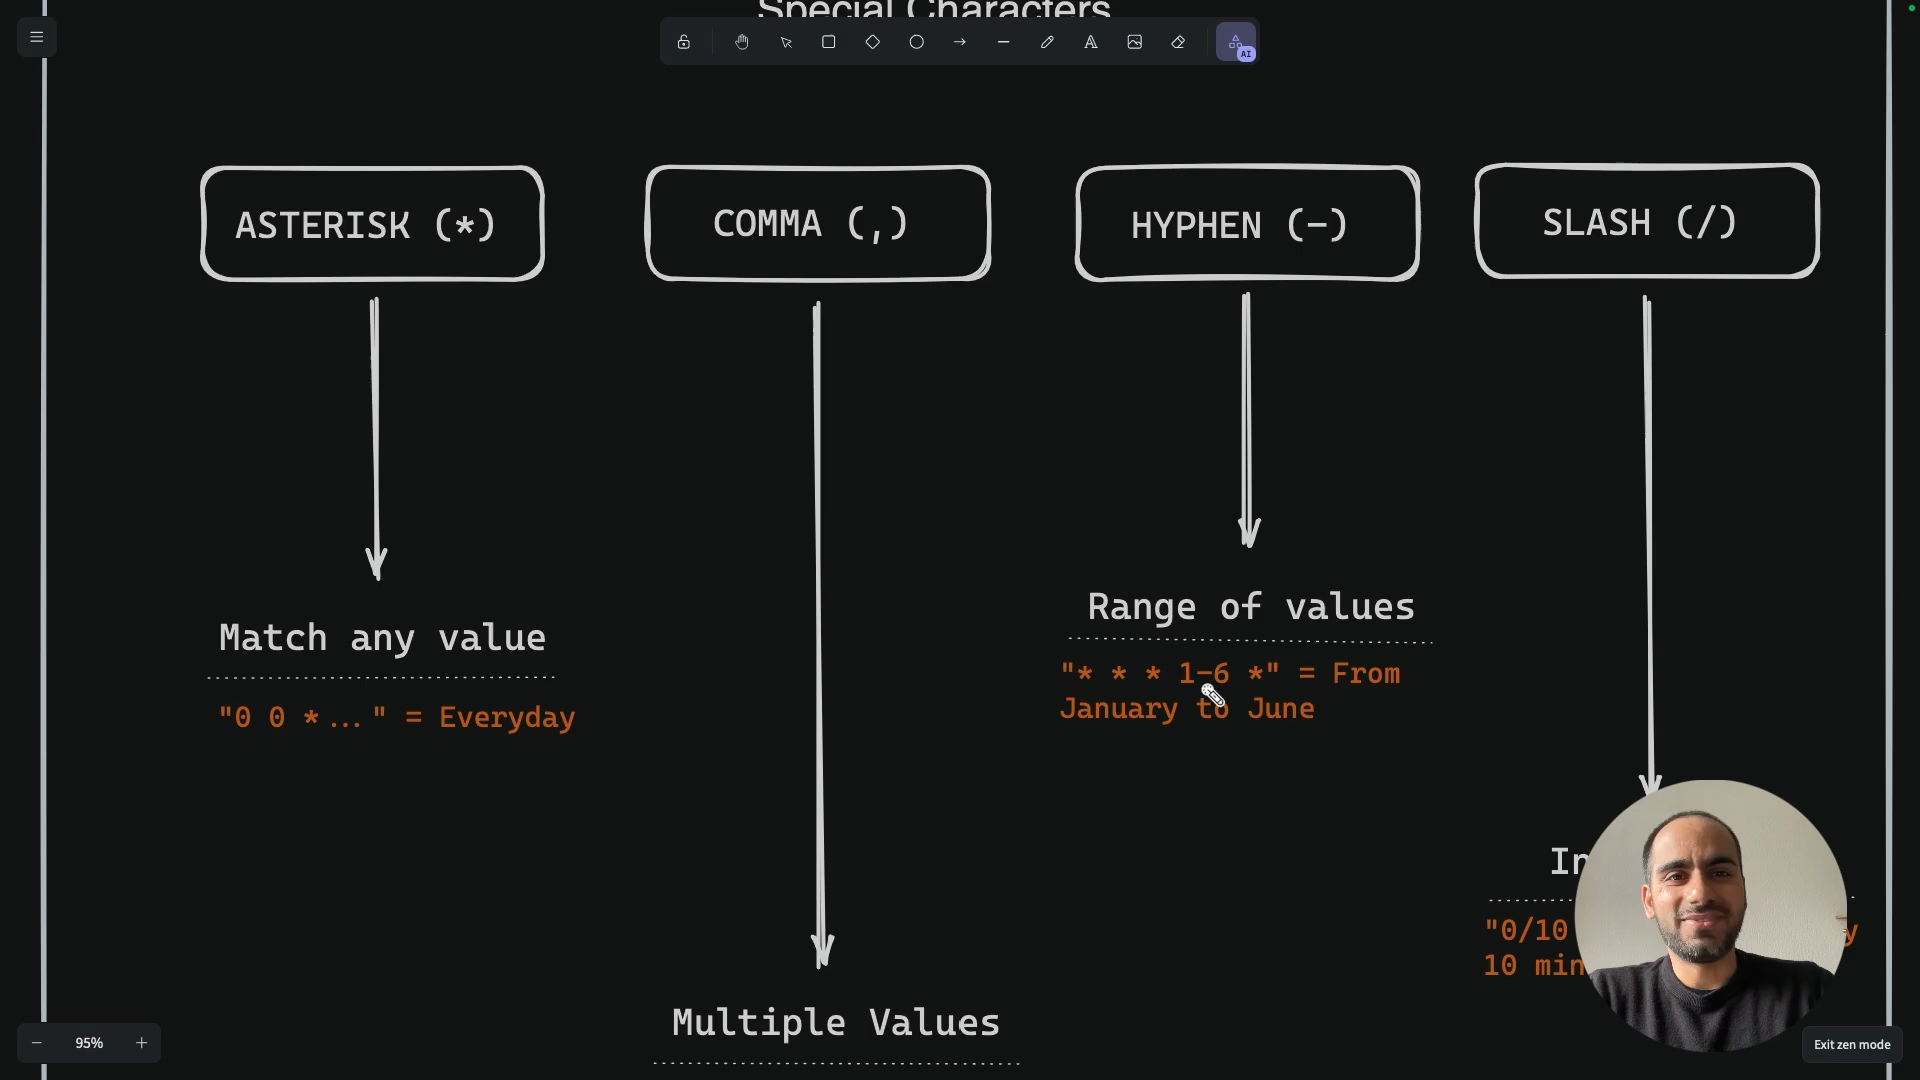 Special Characters
AI
ASTERISK (*)
COMMA (,)
HYPHEN (-)
SLASH (/)
Match any value
"0 0 *..." = Everyday
Range of values
"* * * 1-6 *" = From
January to June
"0/10
10 min
Multiple Values
95%
Exit zen mode